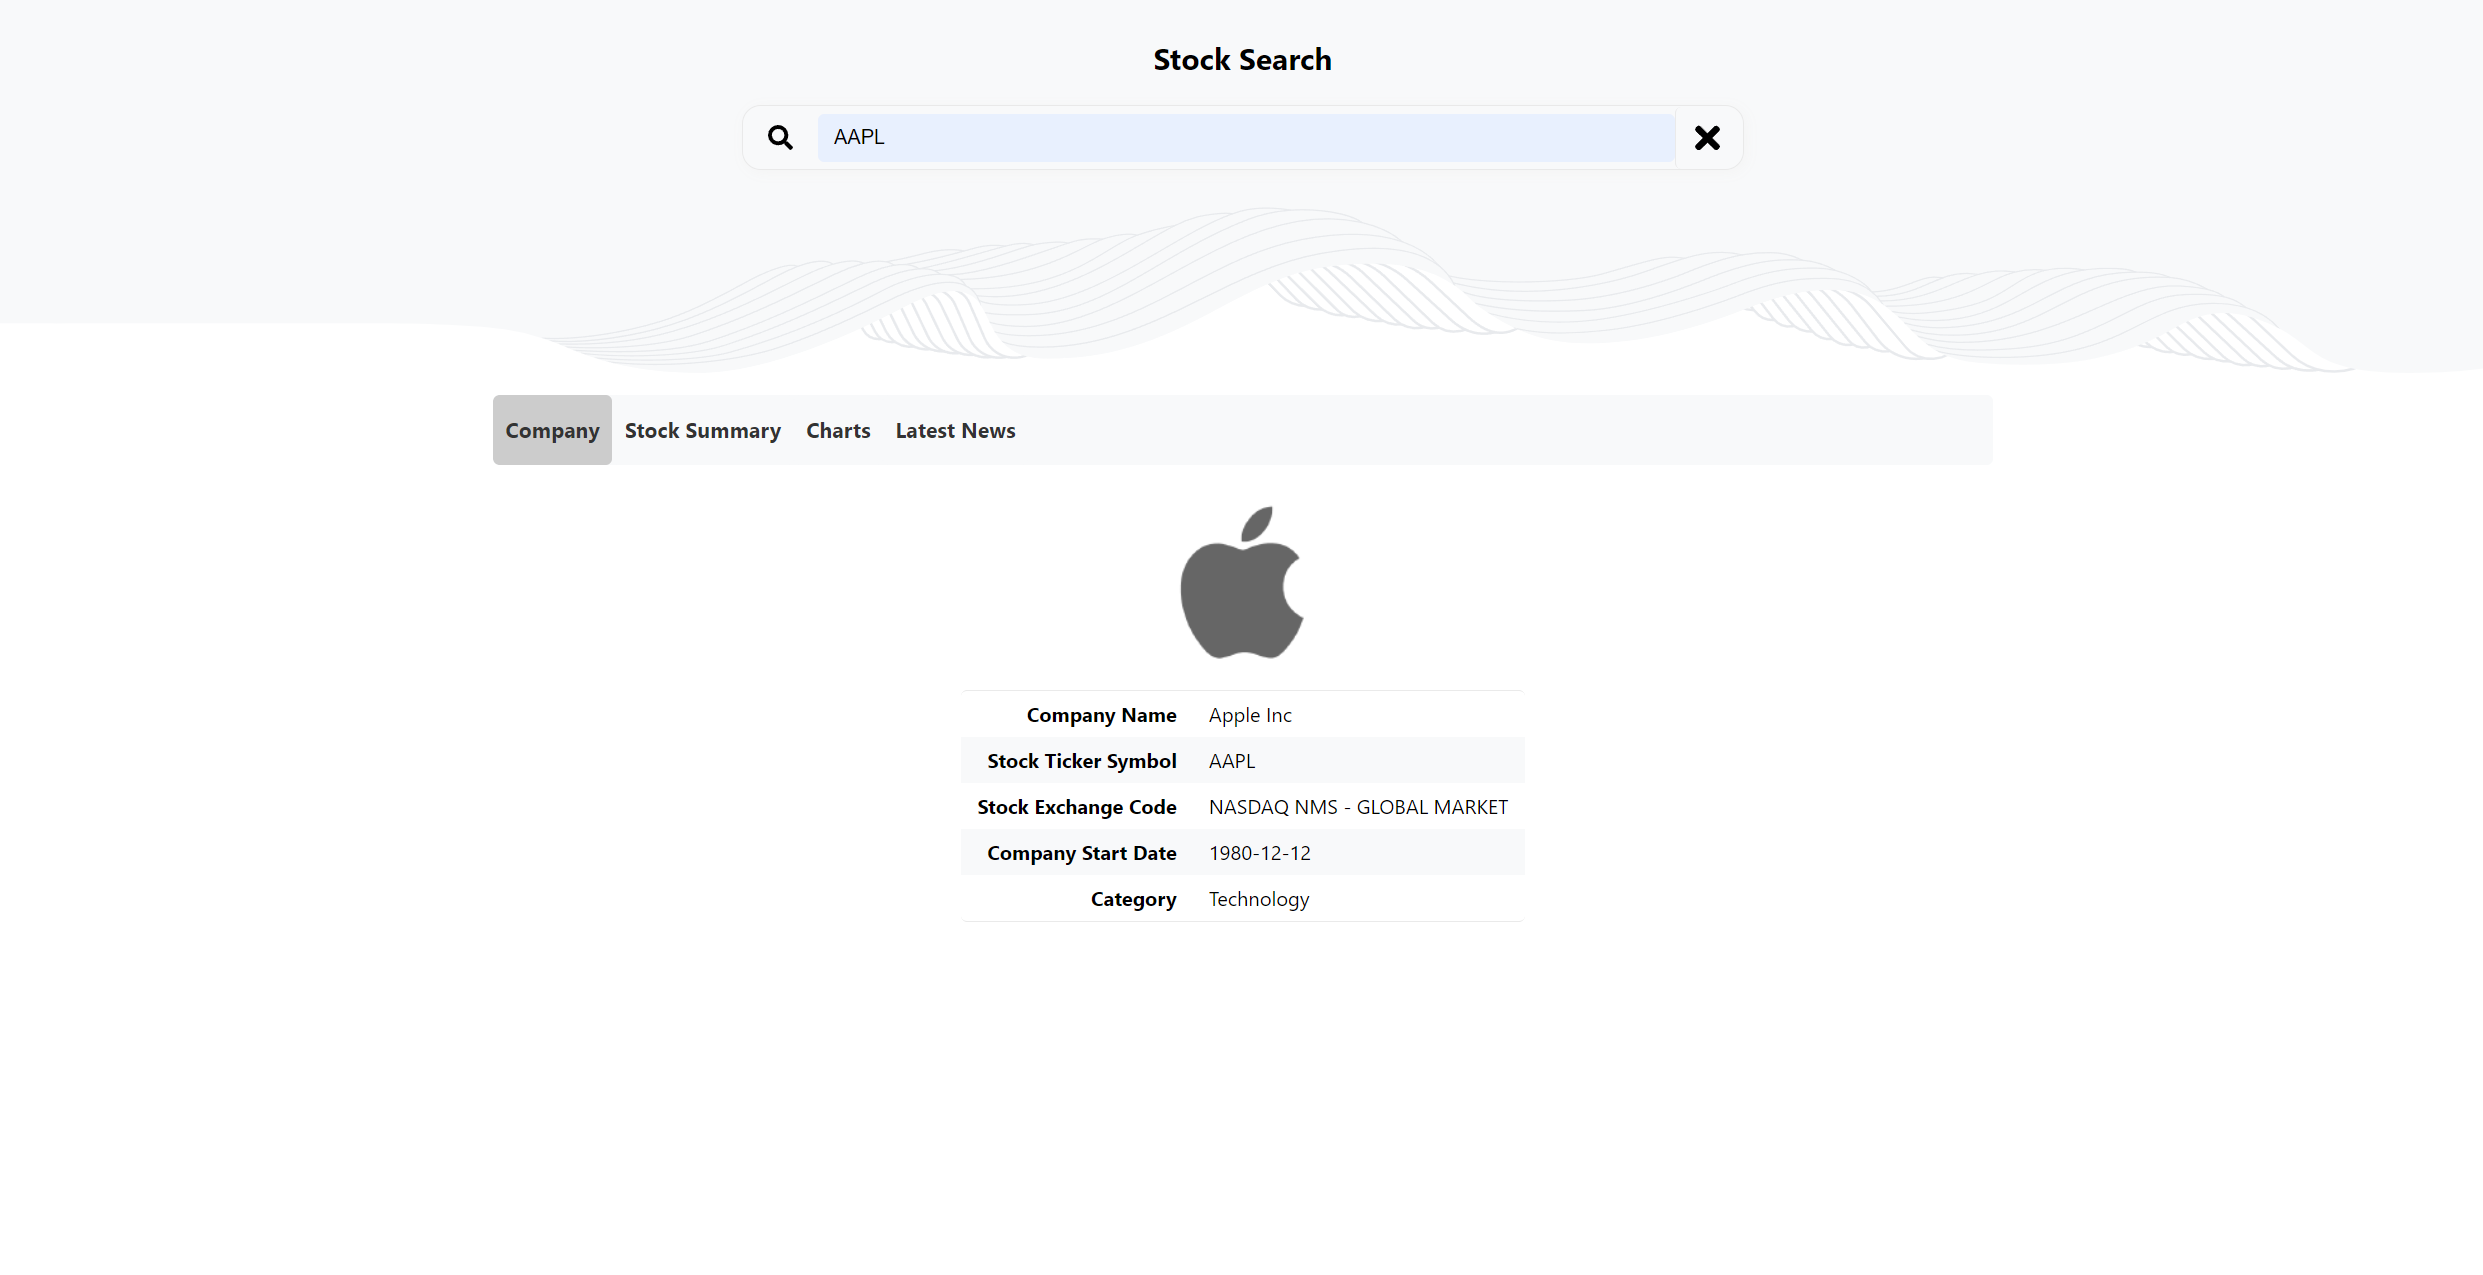 Stock Search
AAPL
Company Stock Summary Charts Latest News
Company Name Apple Inc
Stock Ticker Symbol AAPL
Stock Exchange Code NASDAQ NMS - GLOBAL MARKET
Company Start Date 1980-12-12
Category Technology